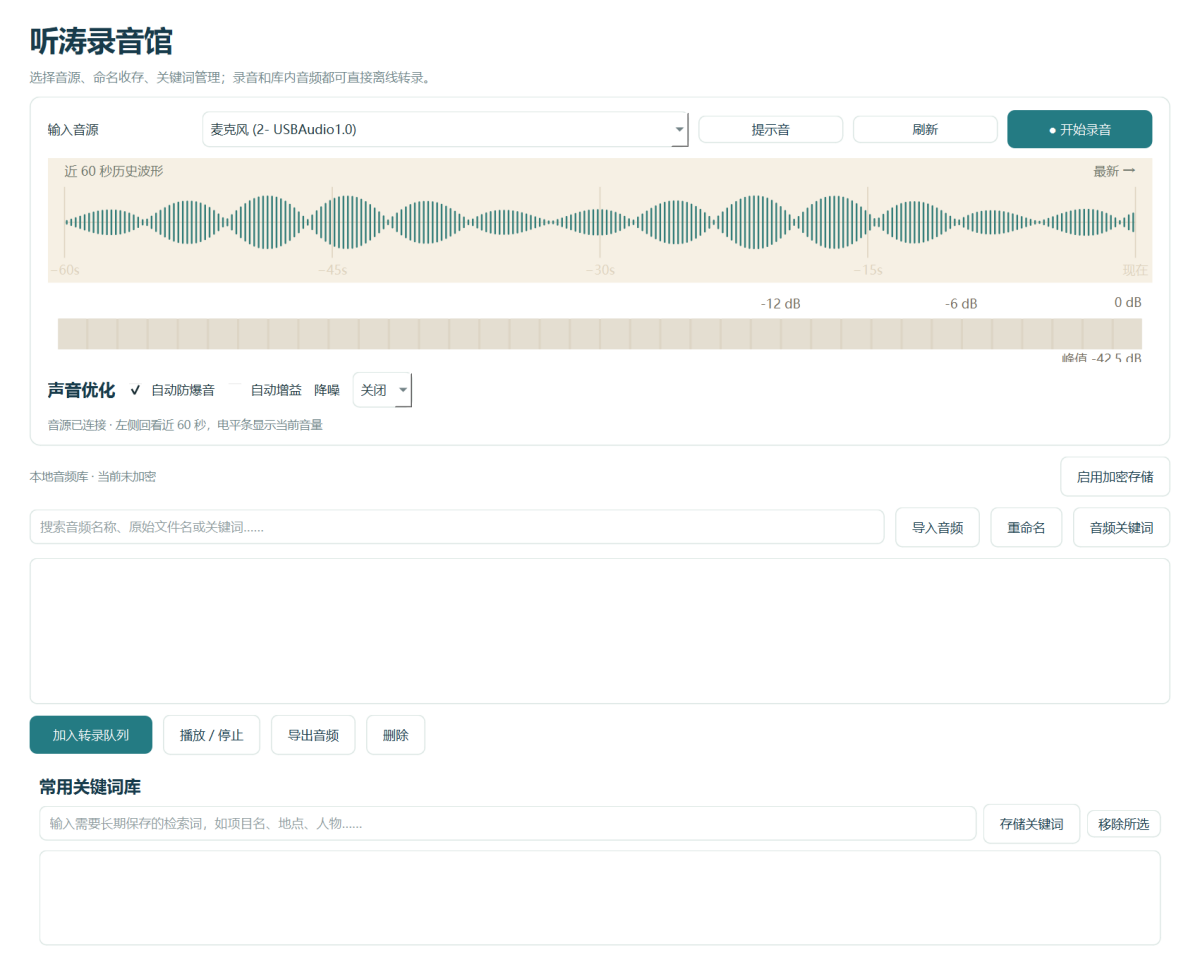 听涛录音馆
选择音源、命名收存、关键词管理；录音和库内音频都可直接离线转录。
输入音源 麦克风 (2- USBAudio1.0) 提示音 刷新 ● 开始录音
近 60 秒历史波形 最新 →
−60s −45s −30s −15s 现在
-12 dB -6 dB 0 dB
峰值 -42.5 dB
声音优化 ✓ 自动防爆音 自动增益 降噪 关闭
音源已连接 · 左侧回看近 60 秒，电平条显示当前音量
本地音频库 · 当前未加密 启用加密存储
搜索音频名称、原始文件名或关键词...... 导入音频 重命名 音频关键词
加入转录队列 播放 / 停止 导出音频 删除
常用关键词库
输入需要长期保存的检索词，如项目名、地点、人物...... 存储关键词 移除所选